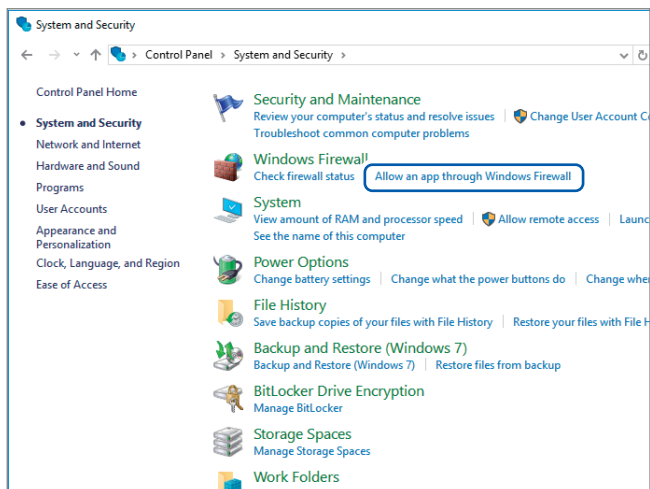 System and Security
Control Panel > System and Security >
Control Panel Home
System and Security
Network and Internet
Hardware and Sound
Programs
User Accounts
Appearance and
Personalization
Clock, Language, and Region
Ease of Access
Security and Maintenance
Review your computer's status and resolve issues Change User Account C
Troubleshoot common computer problems
Windows Firewall
Check firewall status Allow an app through Windows Firewall
System
View amount of RAM and processor speed Allow remote access Launc
See the name of this computer
Power Options
Change battery settings Change what the power buttons do Change whe
File History
Save backup copies of your files with File History Restore your files with File H
Backup and Restore (Windows 7)
Backup and Restore (Windows 7) Restore files from backup
BitLocker Drive Encryption
Manage BitLocker
Storage Spaces
Manage Storage Spaces
Work Folders